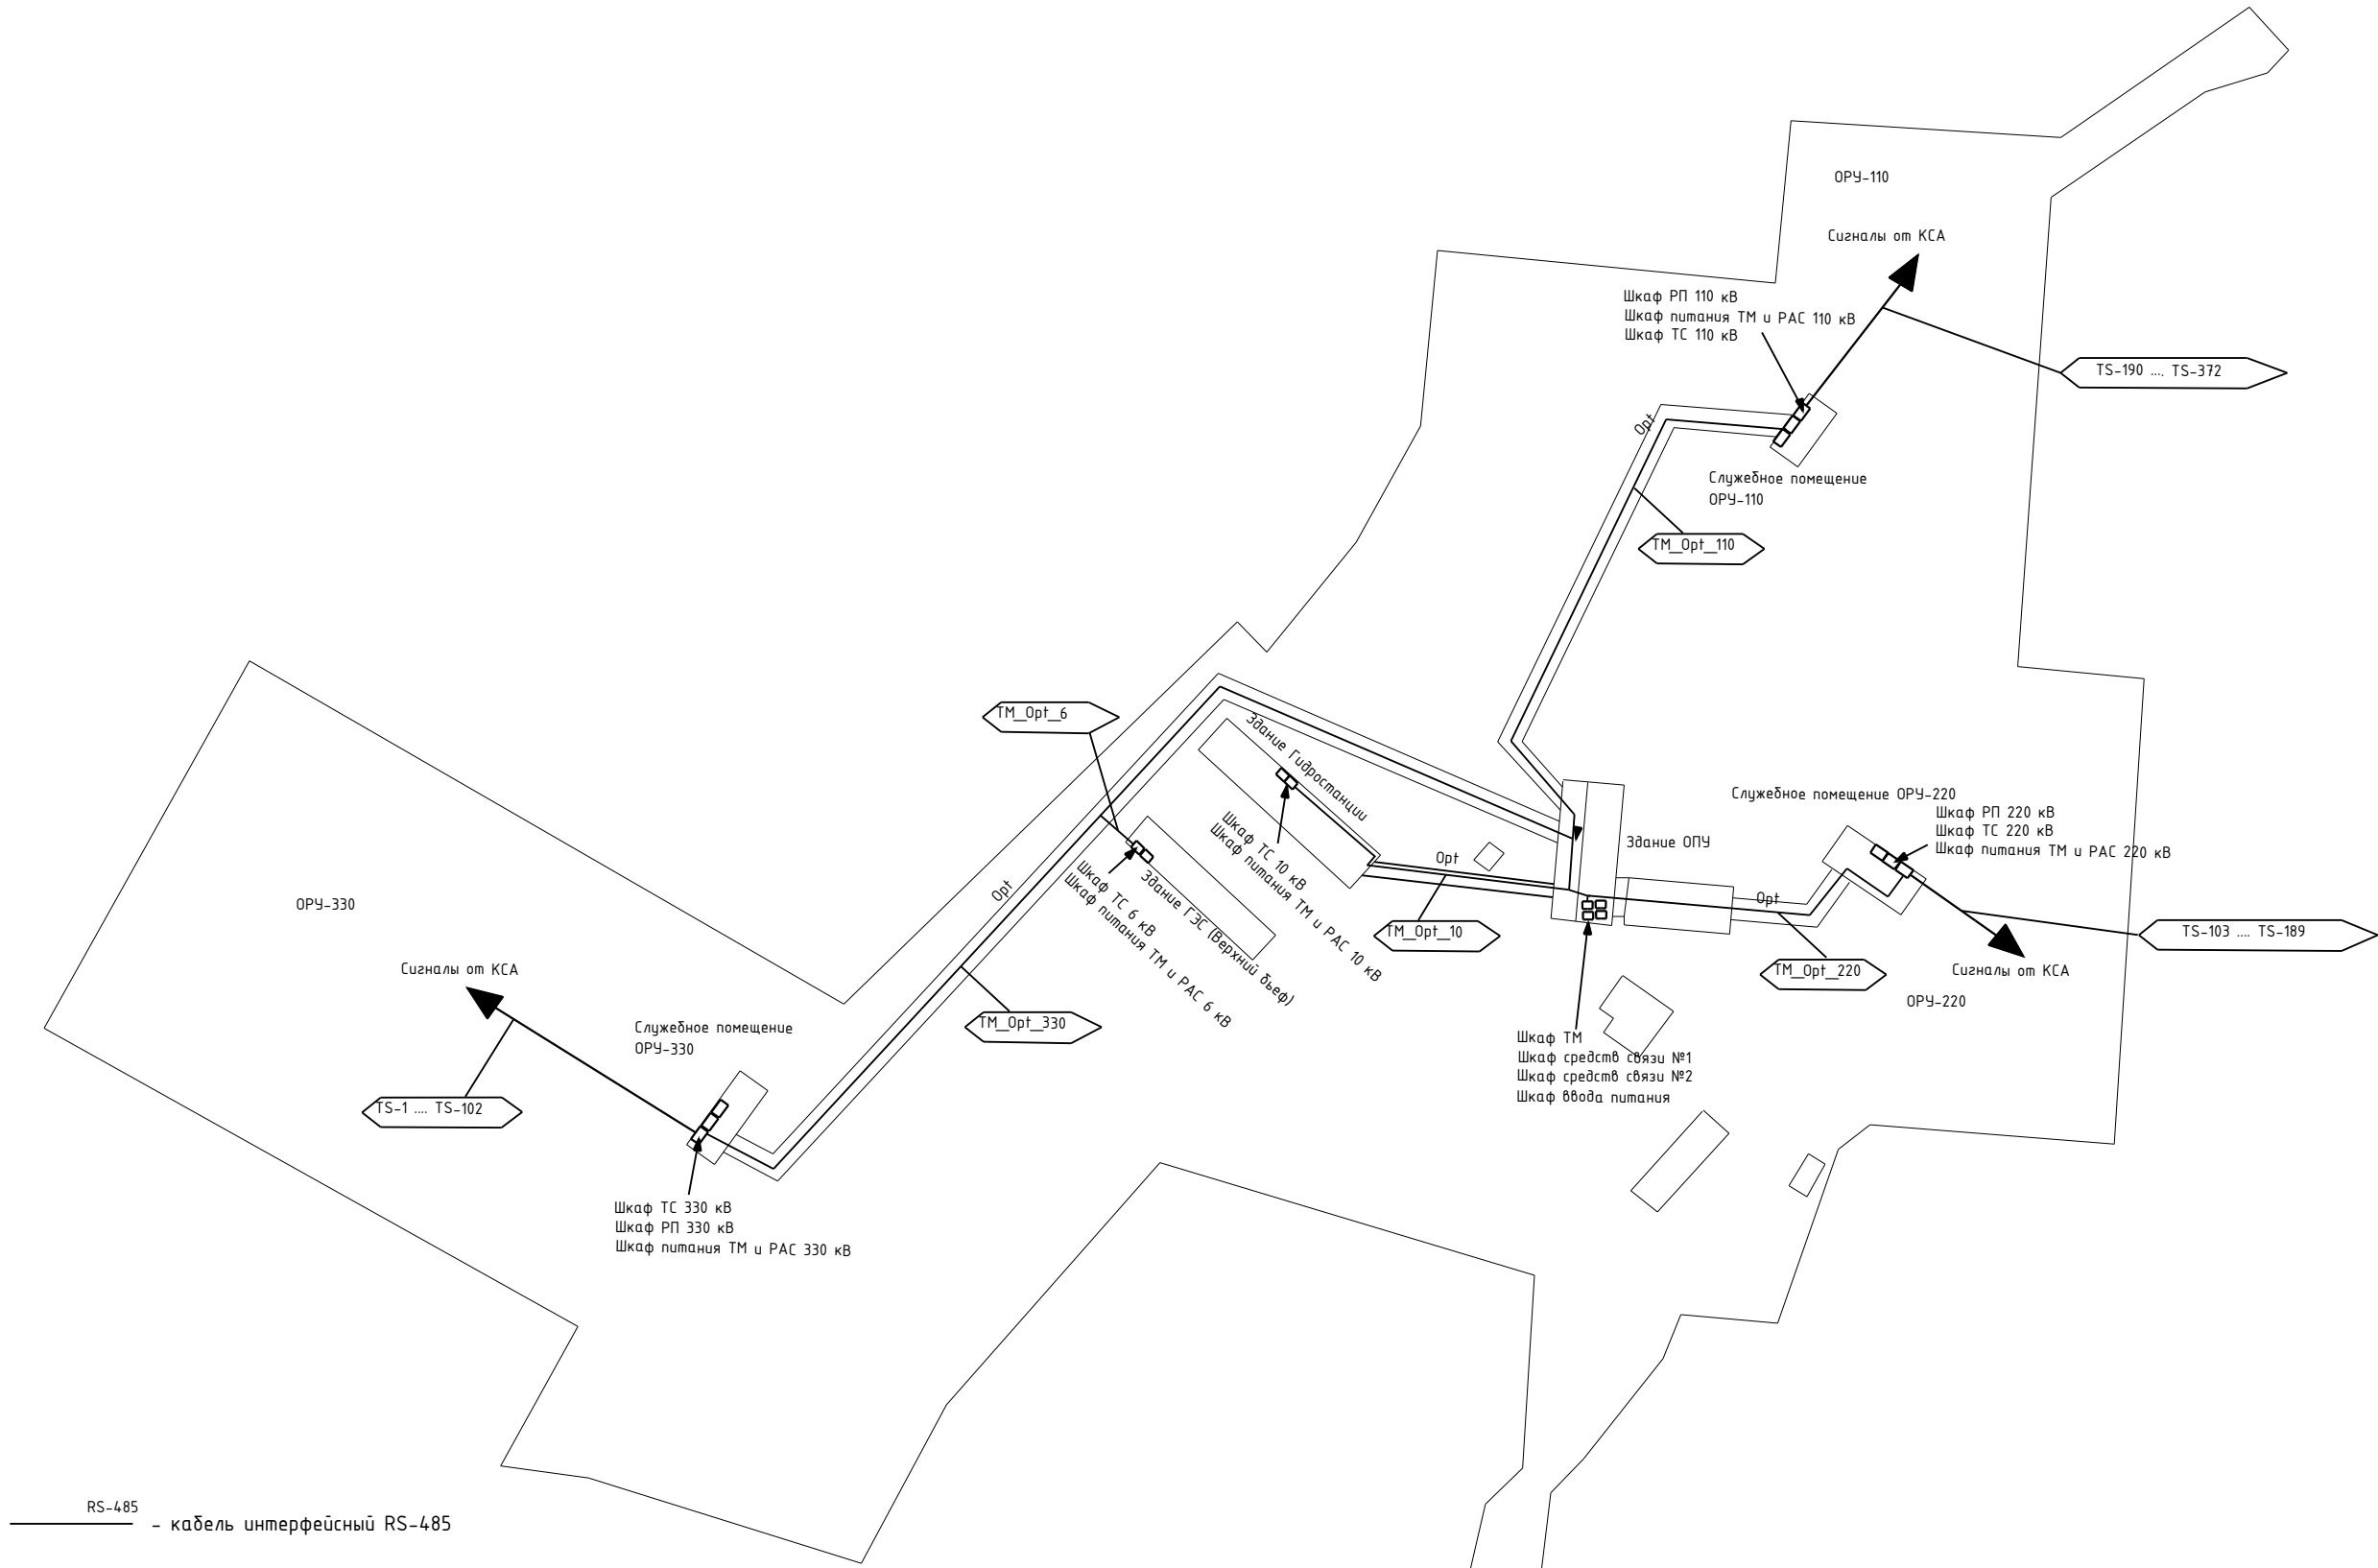 ОРУ-110
Сигналы от КСА
Шкаф РП 110 кВ
Шкаф питания ТМ и РАС 110 кВ
Шкаф ТС 110 кВ
TS-190 .... TS-372
Opt
Служебное помещение
ОРУ-110
TM_Opt_110
TM_Opt_6
Здание Гидростанции
Шкаф ТС 10 кВ
Шкаф питания ТМ и РАС 10 кВ
Служебное помещение ОРУ-220
Шкаф РП 220 кВ
Шкаф ТС 220 кВ
Шкаф питания ТМ и РАС 220 кВ
Здание ОПУ
Opt
Opt
Шкаф ТС 6 кВ
Шкаф питания ТМ и РАС 6 кВ
Здание ГЭС (Верхний бьеф)
Opt
ОРУ-330
TM_Opt_10
TS-103 .... TS-189
TM_Opt_220
Сигналы от КСА
ОРУ-220
Сигналы от КСА
Служебное помещение
ОРУ-330
TM_Opt_330
Шкаф ТМ
Шкаф средств связи №1
Шкаф средств связи №2
Шкаф ввода питания
TS-1 .... TS-102
Шкаф ТС 330 кВ
Шкаф РП 330 кВ
Шкаф питания ТМ и РАС 330 кВ
RS-485
- кабель интерфейсный RS-485